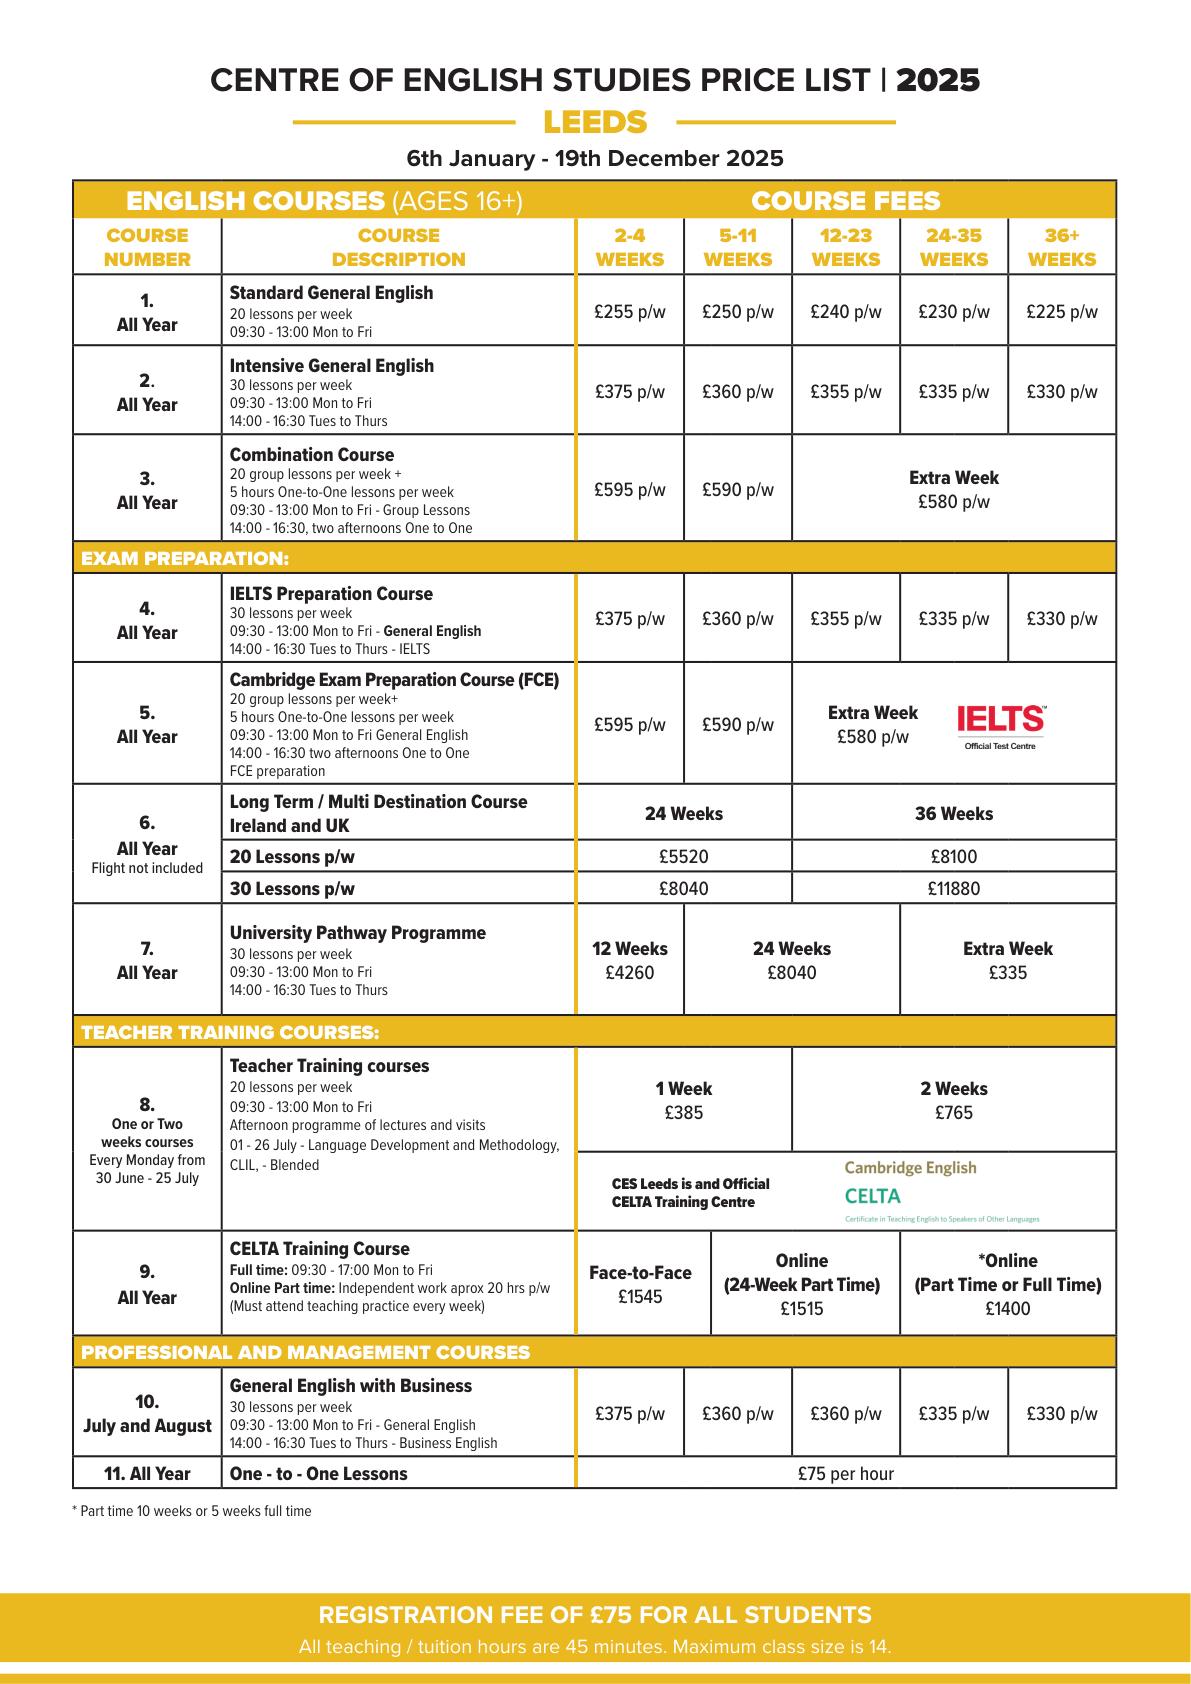 CENTRE OF ENGLISH STUDIES PRICE LIST | 2025
LEEDS
6th January - 19th December 2025
ENGLISH COURSES (AGES 16+) COURSE FEES
COURSE NUMBER
COURSE DESCRIPTION
2-4 WEEKS
5-11 WEEKS
12-23 WEEKS
24-35 WEEKS
36+ WEEKS
1.
All Year
Standard General English
20 lessons per week
09:30 - 13:00 Mon to Fri
£255 p/w
£250 p/w
£240 p/w
£230 p/w
£225 p/w
2.
All Year
Intensive General English
30 lessons per week
09:30 - 13:00 Mon to Fri
14:00 - 16:30 Tues to Thurs
£375 p/w
£360 p/w
£355 p/w
£335 p/w
£330 p/w
3.
All Year
Combination Course
20 group lessons per week +
5 hours One-to-One lessons per week
09:30 - 13:00 Mon to Fri - Group Lessons
14:00 - 16:30, two afternoons One to One
£595 p/w
£590 p/w
Extra Week
£580 p/w
EXAM PREPARATION:
4.
All Year
IELTS Preparation Course
30 lessons per week
09:30 - 13:00 Mon to Fri - General English
14:00 - 16:30 Tues to Thurs - IELTS
£375 p/w
£360 p/w
£355 p/w
£335 p/w
£330 p/w
5.
All Year
Cambridge Exam Preparation Course (FCE)
20 group lessons per week+
5 hours One-to-One lessons per week
09:30 - 13:00 Mon to Fri General English
14:00 - 16:30 two afternoons One to One
FCE preparation
£595 p/w
£590 p/w
Extra Week
£580 p/w
IELTS™
Official Test Centre
6.
All Year
Flight not included
Long Term / Multi Destination Course
Ireland and UK
24 Weeks
36 Weeks
20 Lessons p/w
£5520
£8100
30 Lessons p/w
£8040
£11880
7.
All Year
University Pathway Programme
30 lessons per week
09:30 - 13:00 Mon to Fri
14:00 - 16:30 Tues to Thurs
12 Weeks
£4260
24 Weeks
£8040
Extra Week
£335
TEACHER TRAINING COURSES:
8.
One or Two
weeks courses
Every Monday from
30 June - 25 July
Teacher Training courses
20 lessons per week
09:30 - 13:00 Mon to Fri
Afternoon programme of lectures and visits
01 - 26 July - Language Development and Methodology,
CLIL, - Blended
1 Week
£385
2 Weeks
£765
CES Leeds is and Official
CELTA Training Centre
Cambridge English
CELTA
Certificate in Teaching English to Speakers of Other Languages
9.
All Year
CELTA Training Course
Full time: 09:30 - 17:00 Mon to Fri
Online Part time: Independent work aprox 20 hrs p/w
(Must attend teaching practice every week)
Face-to-Face
£1545
Online
(24-Week Part Time)
£1515
*Online
(Part Time or Full Time)
£1400
PROFESSIONAL AND MANAGEMENT COURSES
10.
July and August
General English with Business
30 lessons per week
09:30 - 13:00 Mon to Fri - General English
14:00 - 16:30 Tues to Thurs - Business English
£375 p/w
£360 p/w
£360 p/w
£335 p/w
£330 p/w
11. All Year
One - to - One Lessons
£75 per hour
* Part time 10 weeks or 5 weeks full time
REGISTRATION FEE OF £75 FOR ALL STUDENTS
All teaching / tuition hours are 45 minutes. Maximum class size is 14.